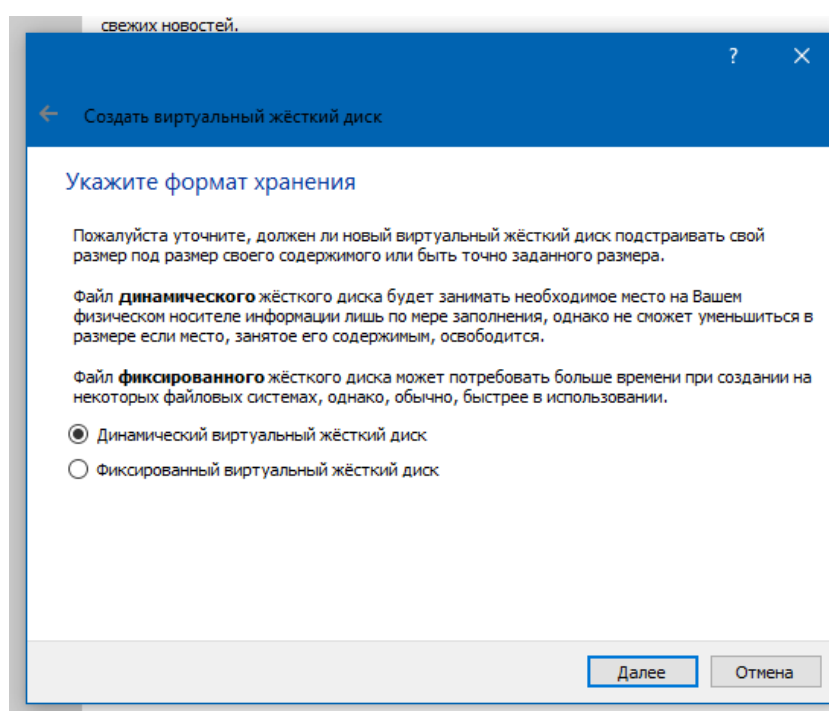 свежих новостей.
?
Создать виртуальный жёсткий диск
Укажите формат хранения
Пожалуйста уточните, должен ли новый виртуальный жёсткий диск подстраивать свой
размер под размер своего содержимого или быть точно заданного размера.
Файл динамического жёсткого диска будет занимать необходимое место на Вашем
физическом носителе информации лишь по мере заполнения, однако не сможет уменьшиться в
размере если место, занятое его содержимым, освободится.
Файл фиксированного жёсткого диска может потребовать больше времени при создании на
некоторых файловых системах, однако, обычно, быстрее в использовании.
Динамический виртуальный жёсткий диск
Фиксированный виртуальный жёсткий диск
Далее
Отмена